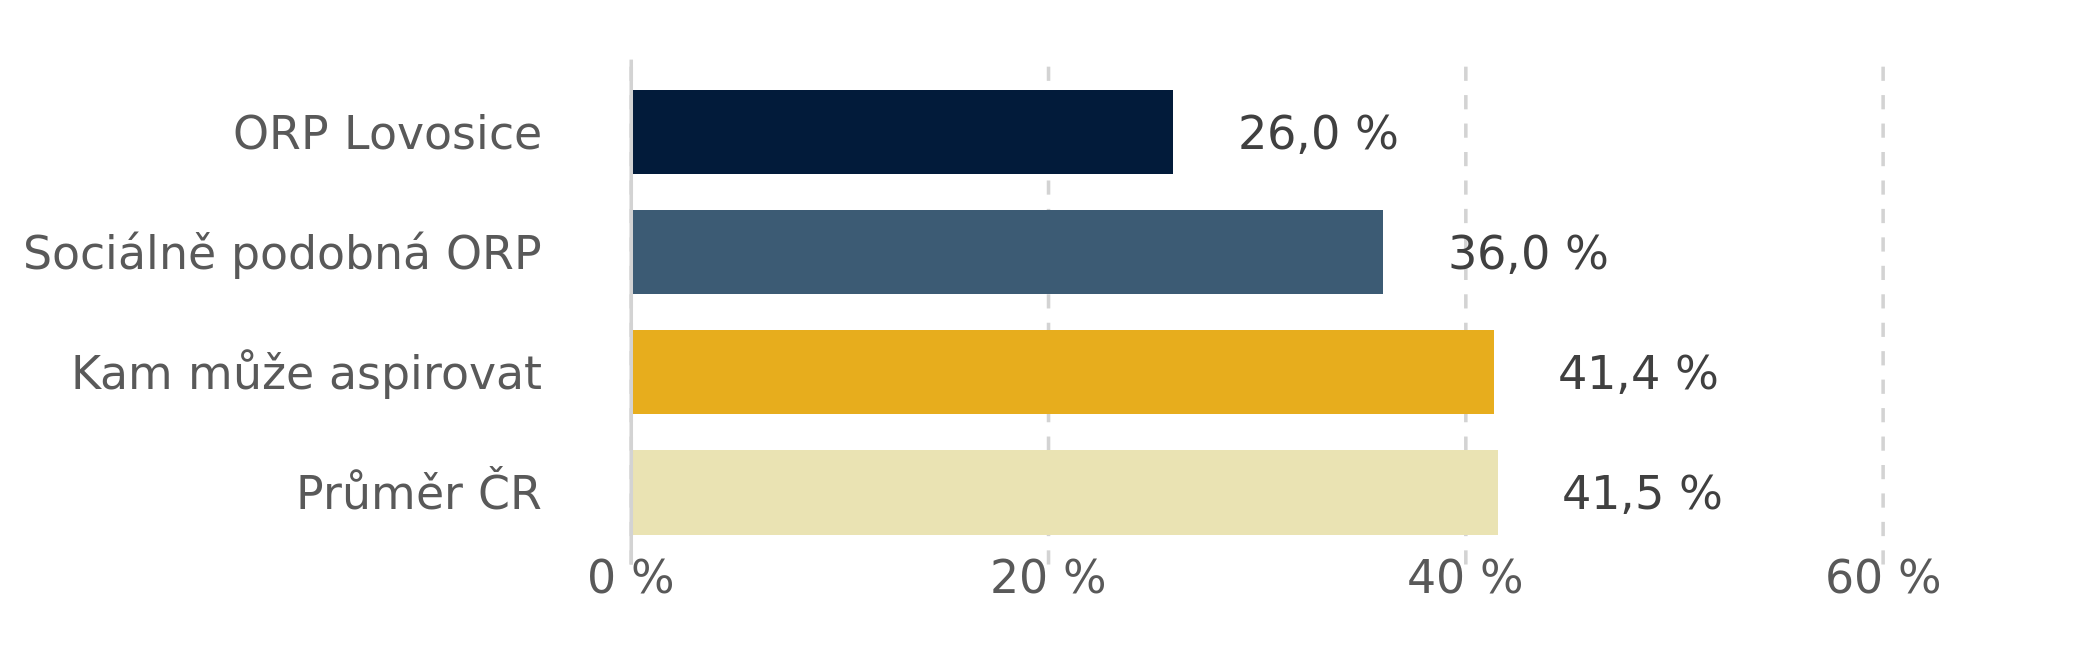 ORP Lovosice
26,0 %
Sociálně podobná ORP
36,0 %
Kam může aspirovat
41,4 %
Průměr ČR
41,5 %
0 %
20 %
40 %
60 %